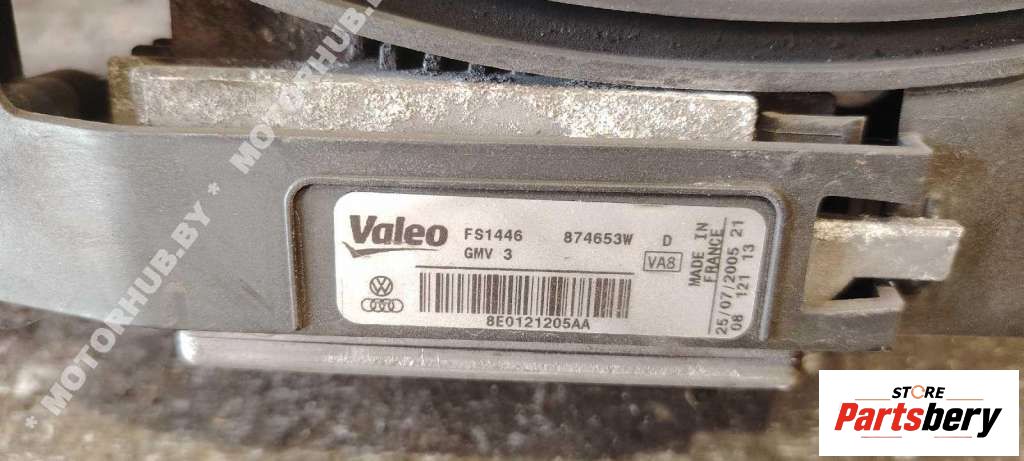 * MOTORHUB.BY * MOTORHUB.BY
Valeo
FS1446 874653W D
GMV 3
VA8
8E0121205AA
MADE IN
FRANCE
25/07/2005 21
08 121 13
STORE
Partsbery